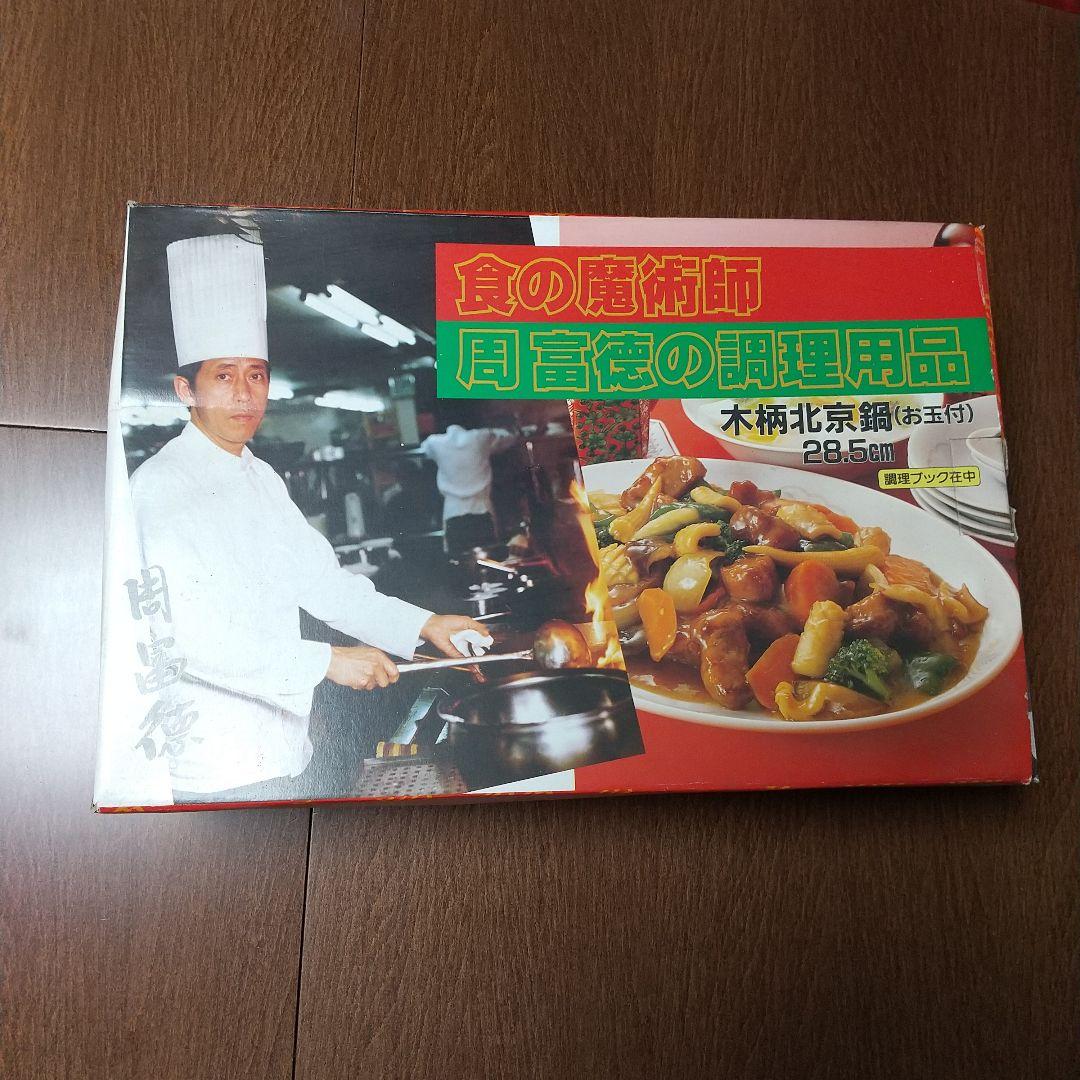 食の魔術師
周富徳の調理用品
木柄北京鍋(お玉付)
28.5cm
調理ブック在中
周富徳